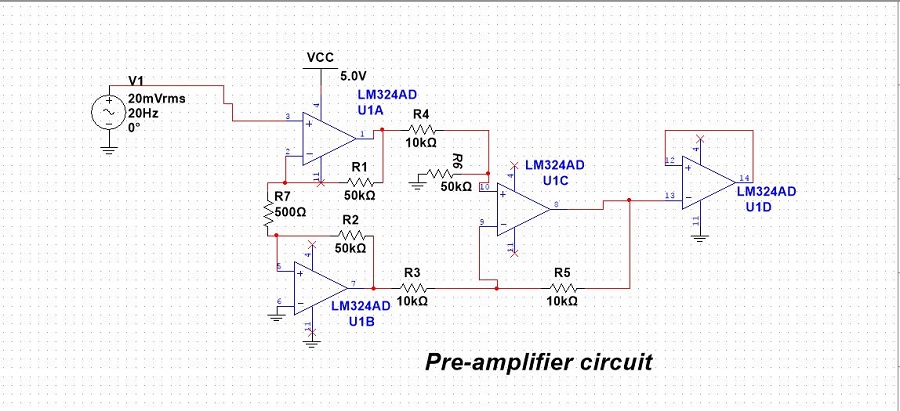 VCC
5.0V
V1
20mVrms
20Hz
0°
LM324AD
U1A
3
2
4
11
1
R4
10kΩ
R6
50kΩ
R1
50kΩ
R7
500Ω
R2
50kΩ
LM324AD
U1C
10
9
4
11
8
12
13
4
11
14
LM324AD
U1D
5
6
4
11
7
LM324AD
U1B
R3
10kΩ
R5
10kΩ
Pre-amplifier circuit